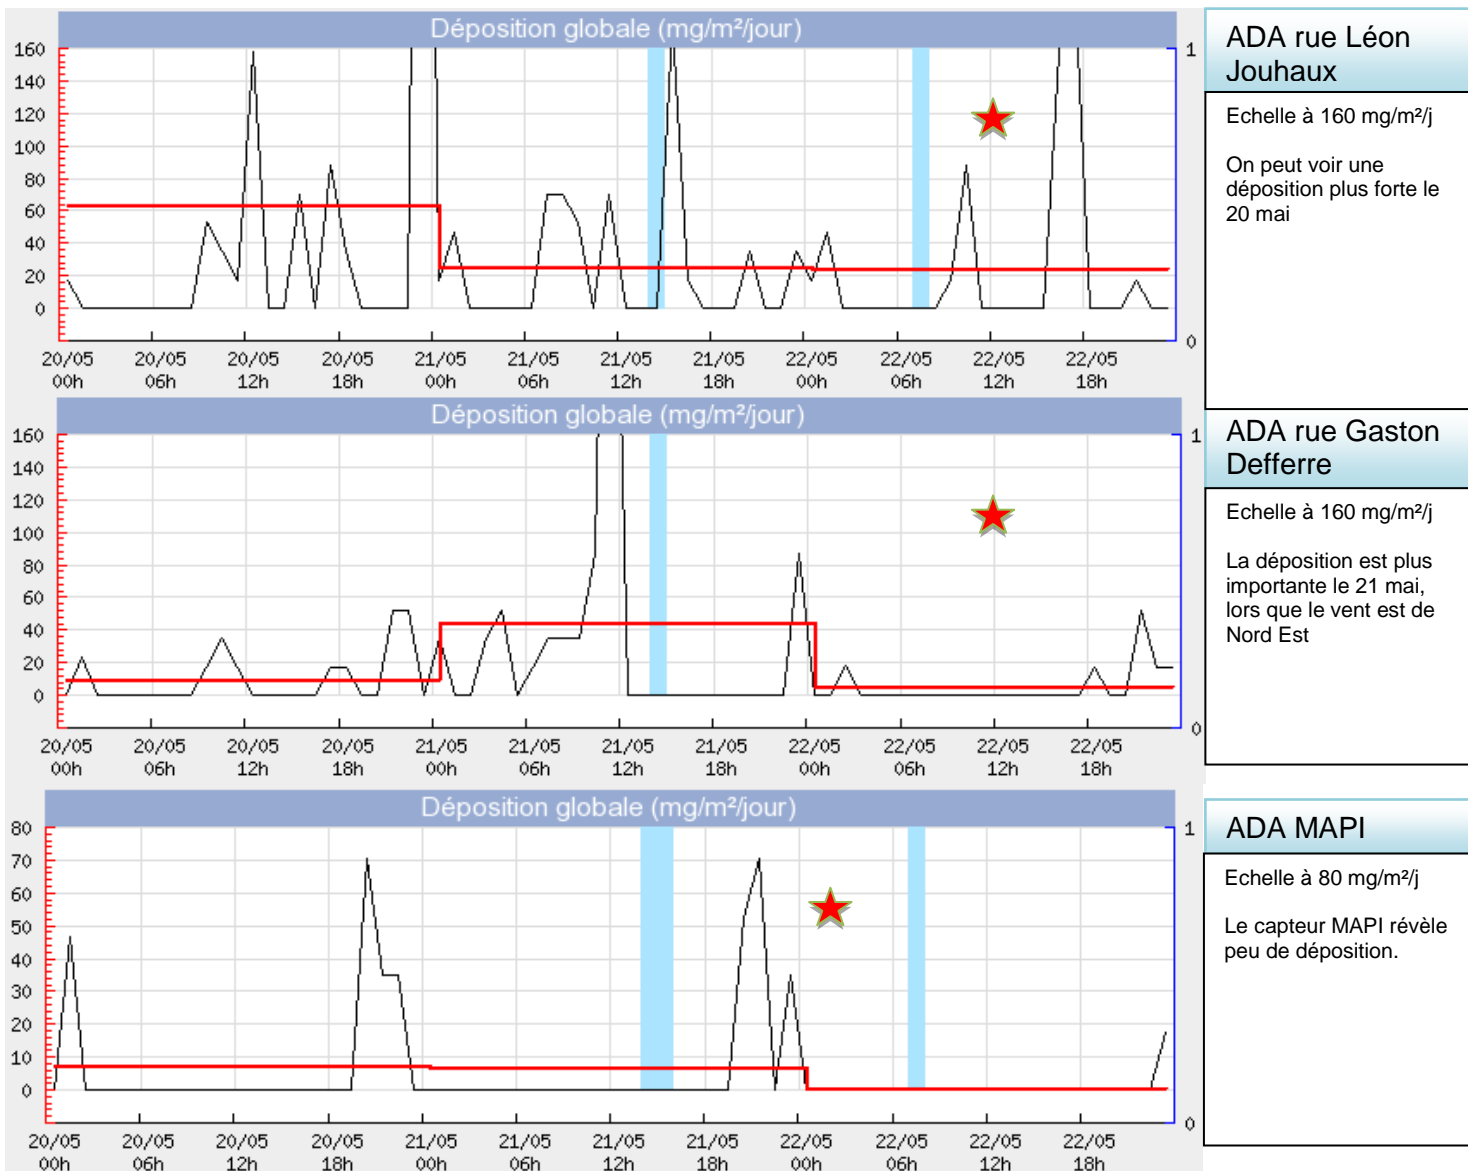 Déposition globale (mg/m²/jour)
160
140
120
100
80
60
40
20
0
1
0
20/05 20/05 20/05 20/05 21/05 21/05 21/05 21/05 22/05 22/05 22/05 22/05
00h 06h 12h 18h 00h 06h 12h 18h 00h 06h 12h 18h
ADA rue Léon
Jouhaux
Echelle à 160 mg/m²/j
On peut voir une
déposition plus forte le
20 mai
Déposition globale (mg/m²/jour)
160
140
120
100
80
60
40
20
0
1
0
20/05 20/05 20/05 20/05 21/05 21/05 21/05 21/05 22/05 22/05 22/05 22/05
00h 06h 12h 18h 00h 06h 12h 18h 00h 06h 12h 18h
ADA rue Gaston
Defferre
Echelle à 160 mg/m²/j
La déposition est plus
importante le 21 mai,
lors que le vent est de
Nord Est
Déposition globale (mg/m²/jour)
80
70
60
50
40
30
20
10
0
1
0
20/05 20/05 20/05 20/05 21/05 21/05 21/05 21/05 22/05 22/05 22/05 22/05
00h 06h 12h 18h 00h 06h 12h 18h 00h 06h 12h 18h
ADA MAPI
Echelle à 80 mg/m²/j
Le capteur MAPI révèle
peu de déposition.